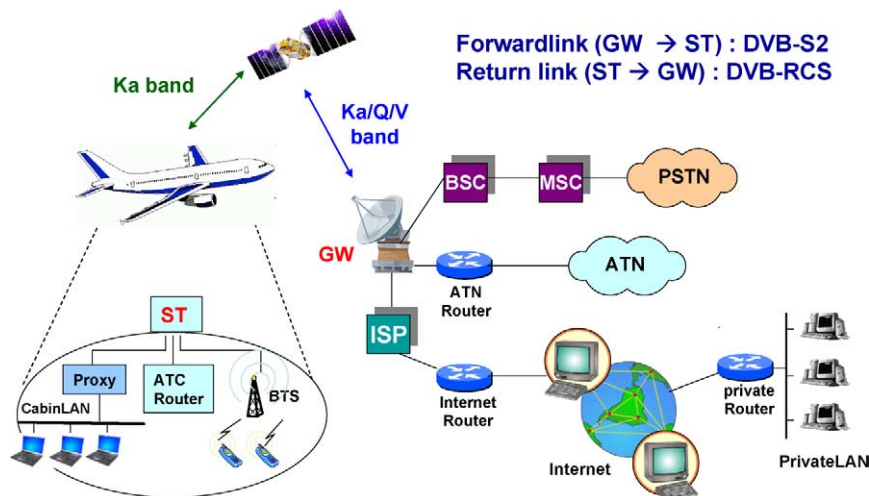 Forwardlink (GW → ST) : DVB-S2
Return link (ST → GW) : DVB-RCS
Ka band
Ka/Q/V
band
BSC
MSC
PSTN
GW
ATN
Router
ATN
ST
ISP
Proxy
ATC
Router
BTS
CabinLAN
Internet
Router
private
Router
Internet
PrivateLAN